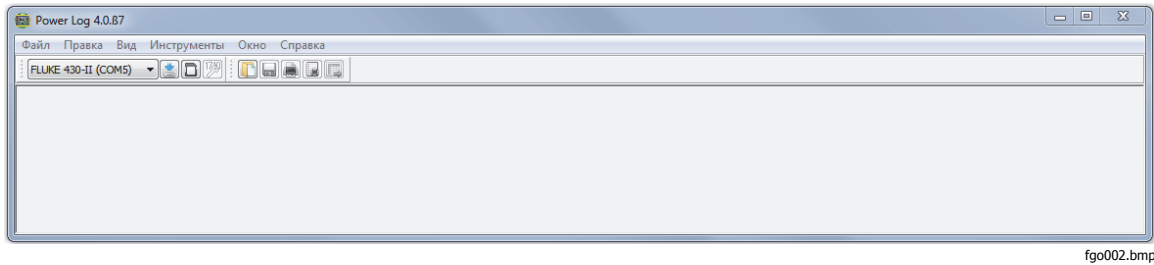 Power Log 4.0.87
Файл Правка Вид Инструменты Окно Справка
FLUKE 430-II (COM5)
fgo002.bmp